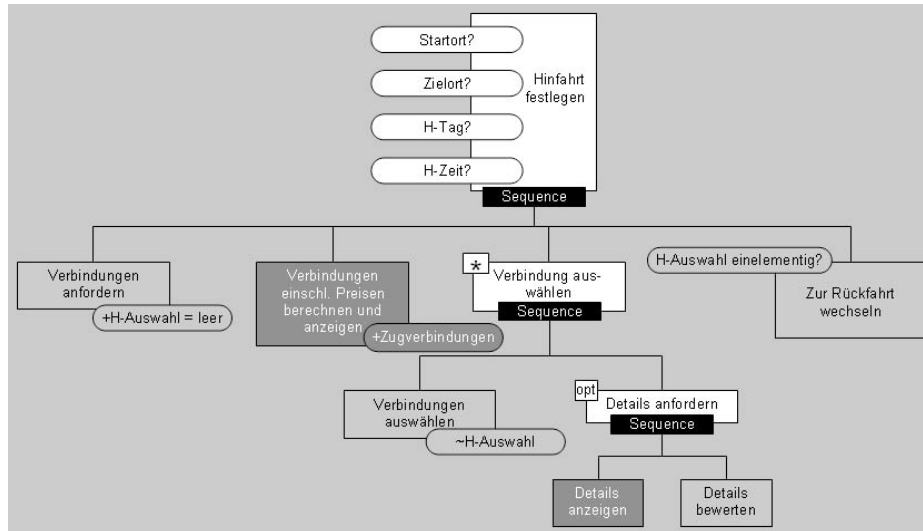 Startort?
Zielort?
Hinfahrt
festlegen
H-Tag?
H-Zeit?
Sequence
Verbindungen
anfordern
+H-Auswahl = leer
Verbindungen
einschl. Preisen
berechnen und
anzeigen
+Zugverbindungen
*
Verbindung aus-
wählen
Sequence
H-Auswahl einelementig?
Zur Rückfahrt
wechseln
Verbindungen
auswählen
~H-Auswahl
opt
Details anfordern
Sequence
Details
anzeigen
Details
bewerten